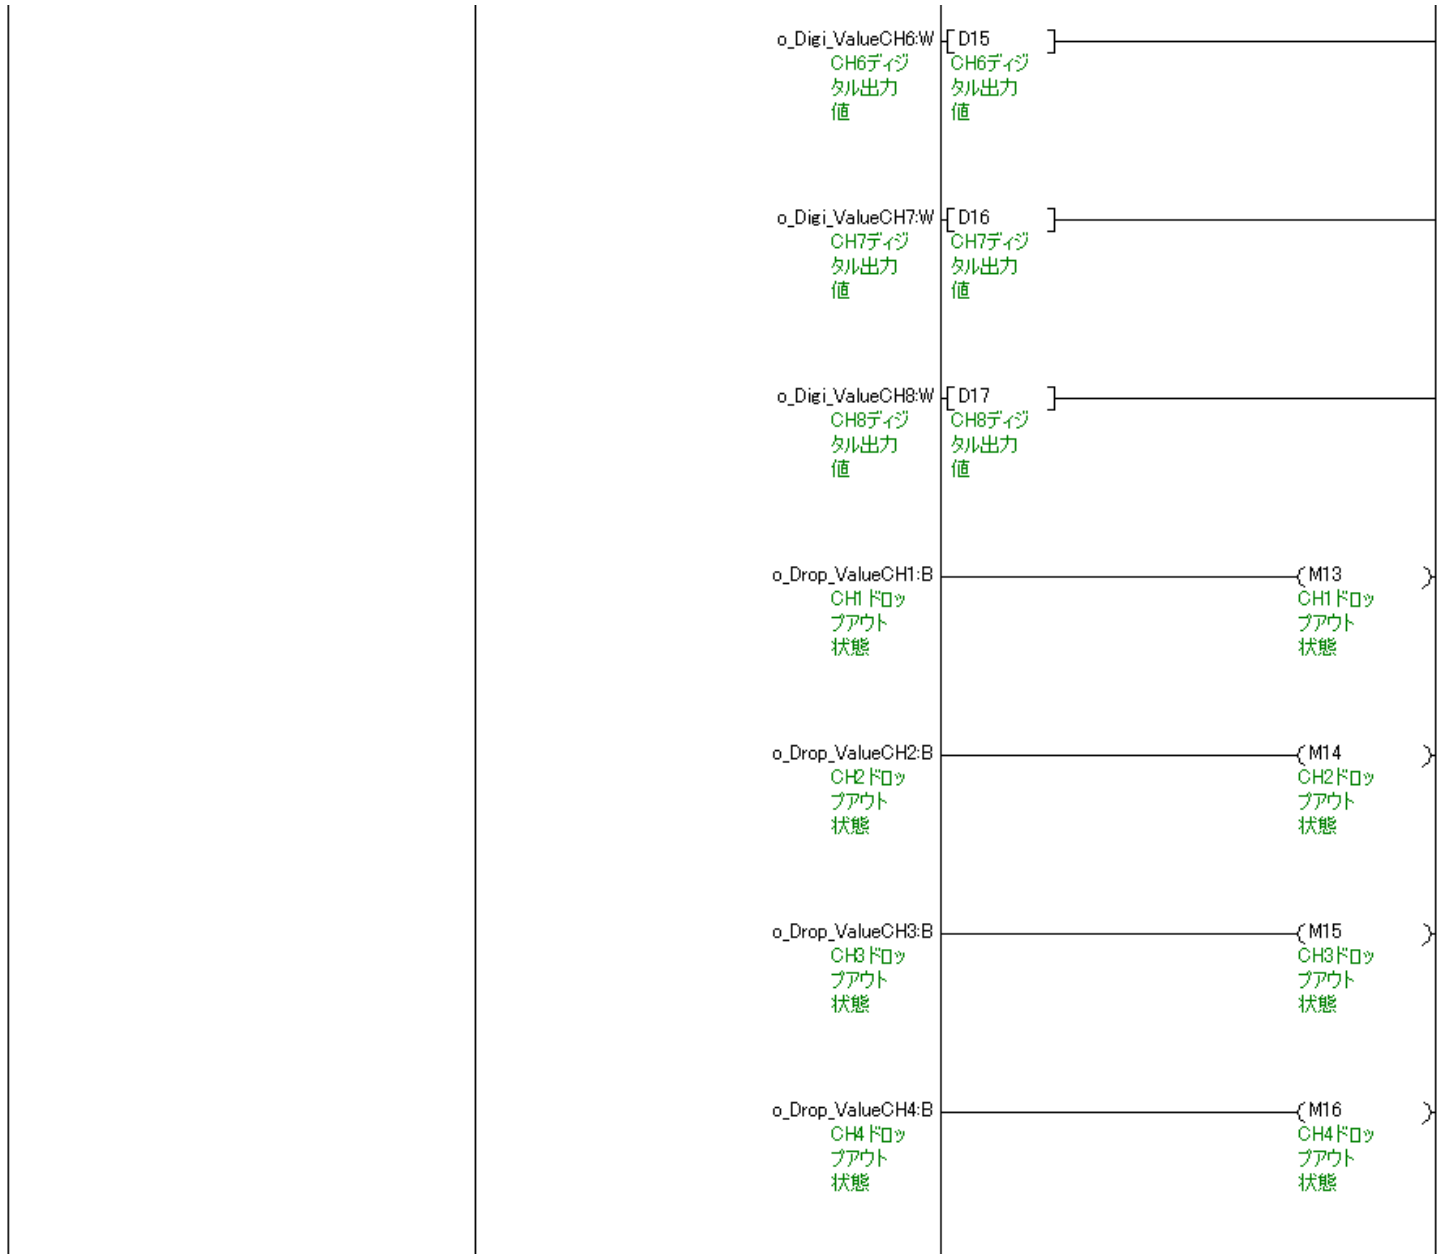 o_Digi_ValueCH6:W [ D15 ]
CH6ディジ CH6ディジ
タル出力 タル出力
値 値
o_Digi_ValueCH7:W [ D16 ]
CH7ディジ CH7ディジ
タル出力 タル出力
値 値
o_Digi_ValueCH8:W [ D17 ]
CH8ディジ CH8ディジ
タル出力 タル出力
値 値
o_Drop_ValueCH1:B ( M13 )
CH1ドロッ CH1ドロッ
プアウト プアウト
状態 状態
o_Drop_ValueCH2:B ( M14 )
CH2ドロッ CH2ドロッ
プアウト プアウト
状態 状態
o_Drop_ValueCH3:B ( M15 )
CH3ドロッ CH3ドロッ
プアウト プアウト
状態 状態
o_Drop_ValueCH4:B ( M16 )
CH4ドロッ CH4ドロッ
プアウト プアウト
状態 状態